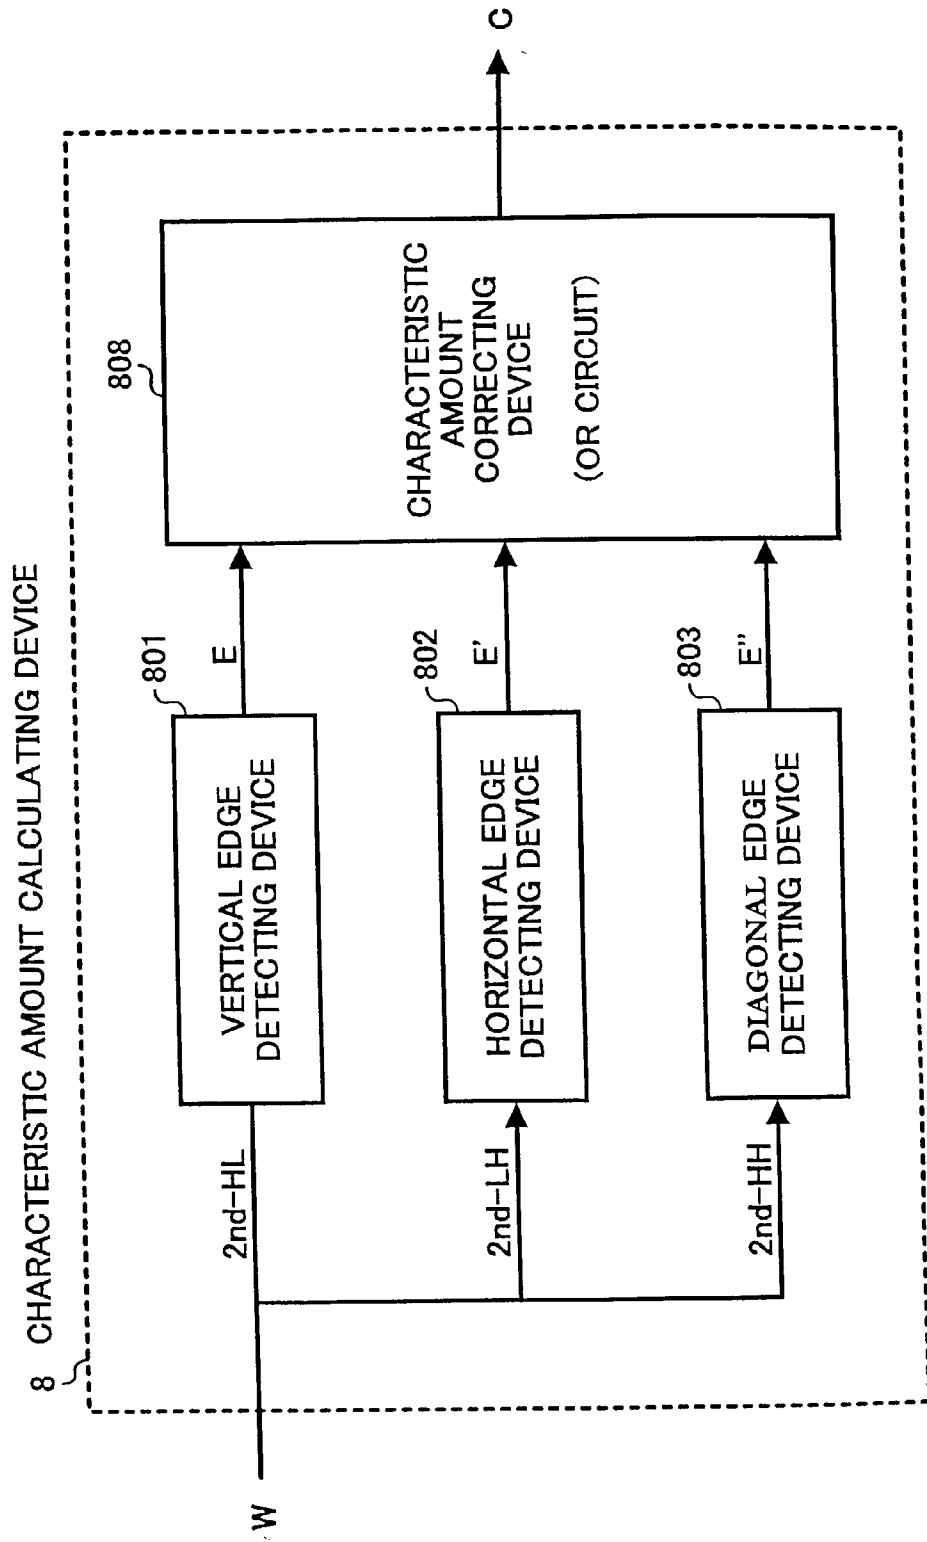 8 CHARACTERISTIC AMOUNT CALCULATING DEVICE
W
2nd-HL
801
VERTICAL EDGE
DETECTING DEVICE
E
2nd-LH
802
HORIZONTAL EDGE
DETECTING DEVICE
E'
2nd-HH
803
DIAGONAL EDGE
DETECTING DEVICE
E"
808
CHARACTERISTIC
AMOUNT
CORRECTING
DEVICE
(OR CIRCUIT)
C